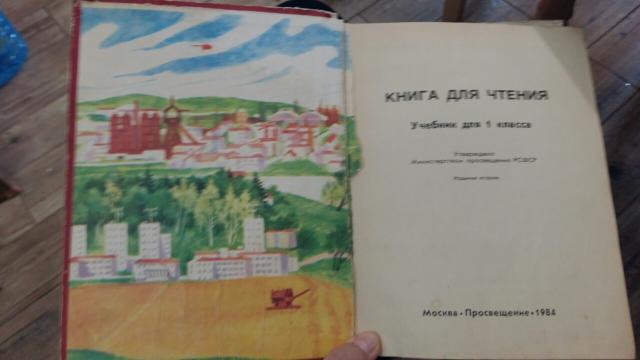 КНИГА ДЛЯ ЧТЕНИЯ
Учебник для 1 класса
Утверждено
Министерством просвещения РСФСР
Издание второе
Москва • Просвещение • 1984